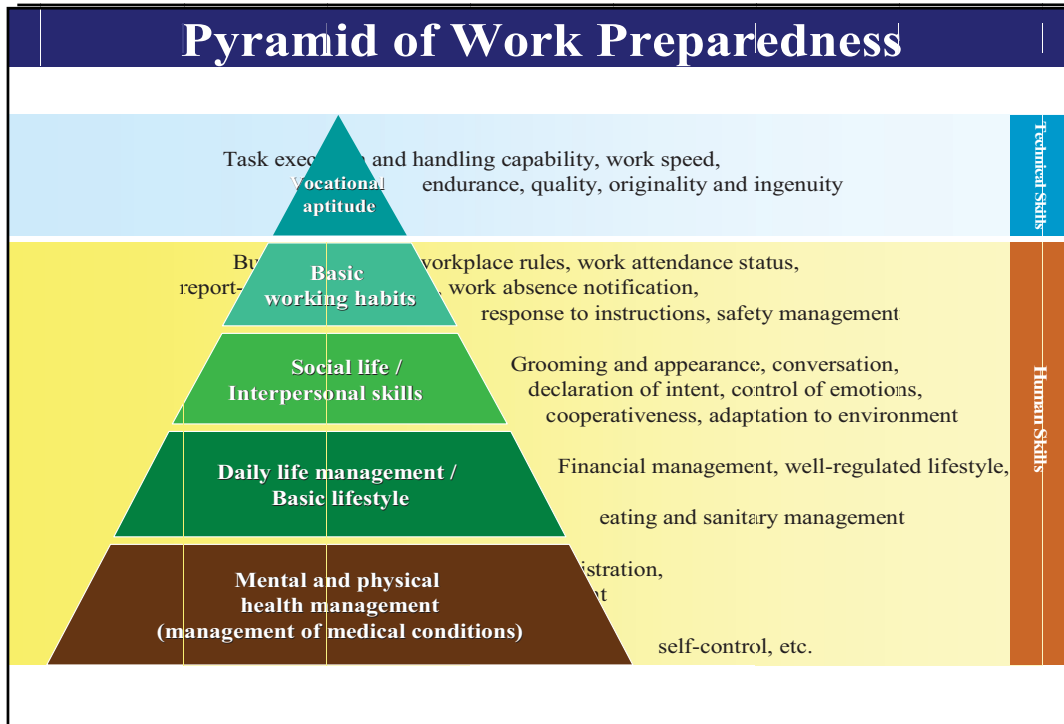 Pyramid of Work Preparedness
Technical Skills
Task and handling capability, work speed,
endurance, quality, originality and ingenuity
Vocational
aptitude
workplace rules, work attendance status,
work absence notification,
response to instructions, safety management
Basic
working habits
Human Skills
Grooming and appearance, conversation,
declaration of intent, control of emotions,
cooperativeness, adaptation to environment
Social life /
Interpersonal skills
Financial management, well-regulated lifestyle,
eating and sanitary management
Daily life management /
Basic lifestyle
Mental and physical
health management
(management of medical conditions)
self-control, etc.